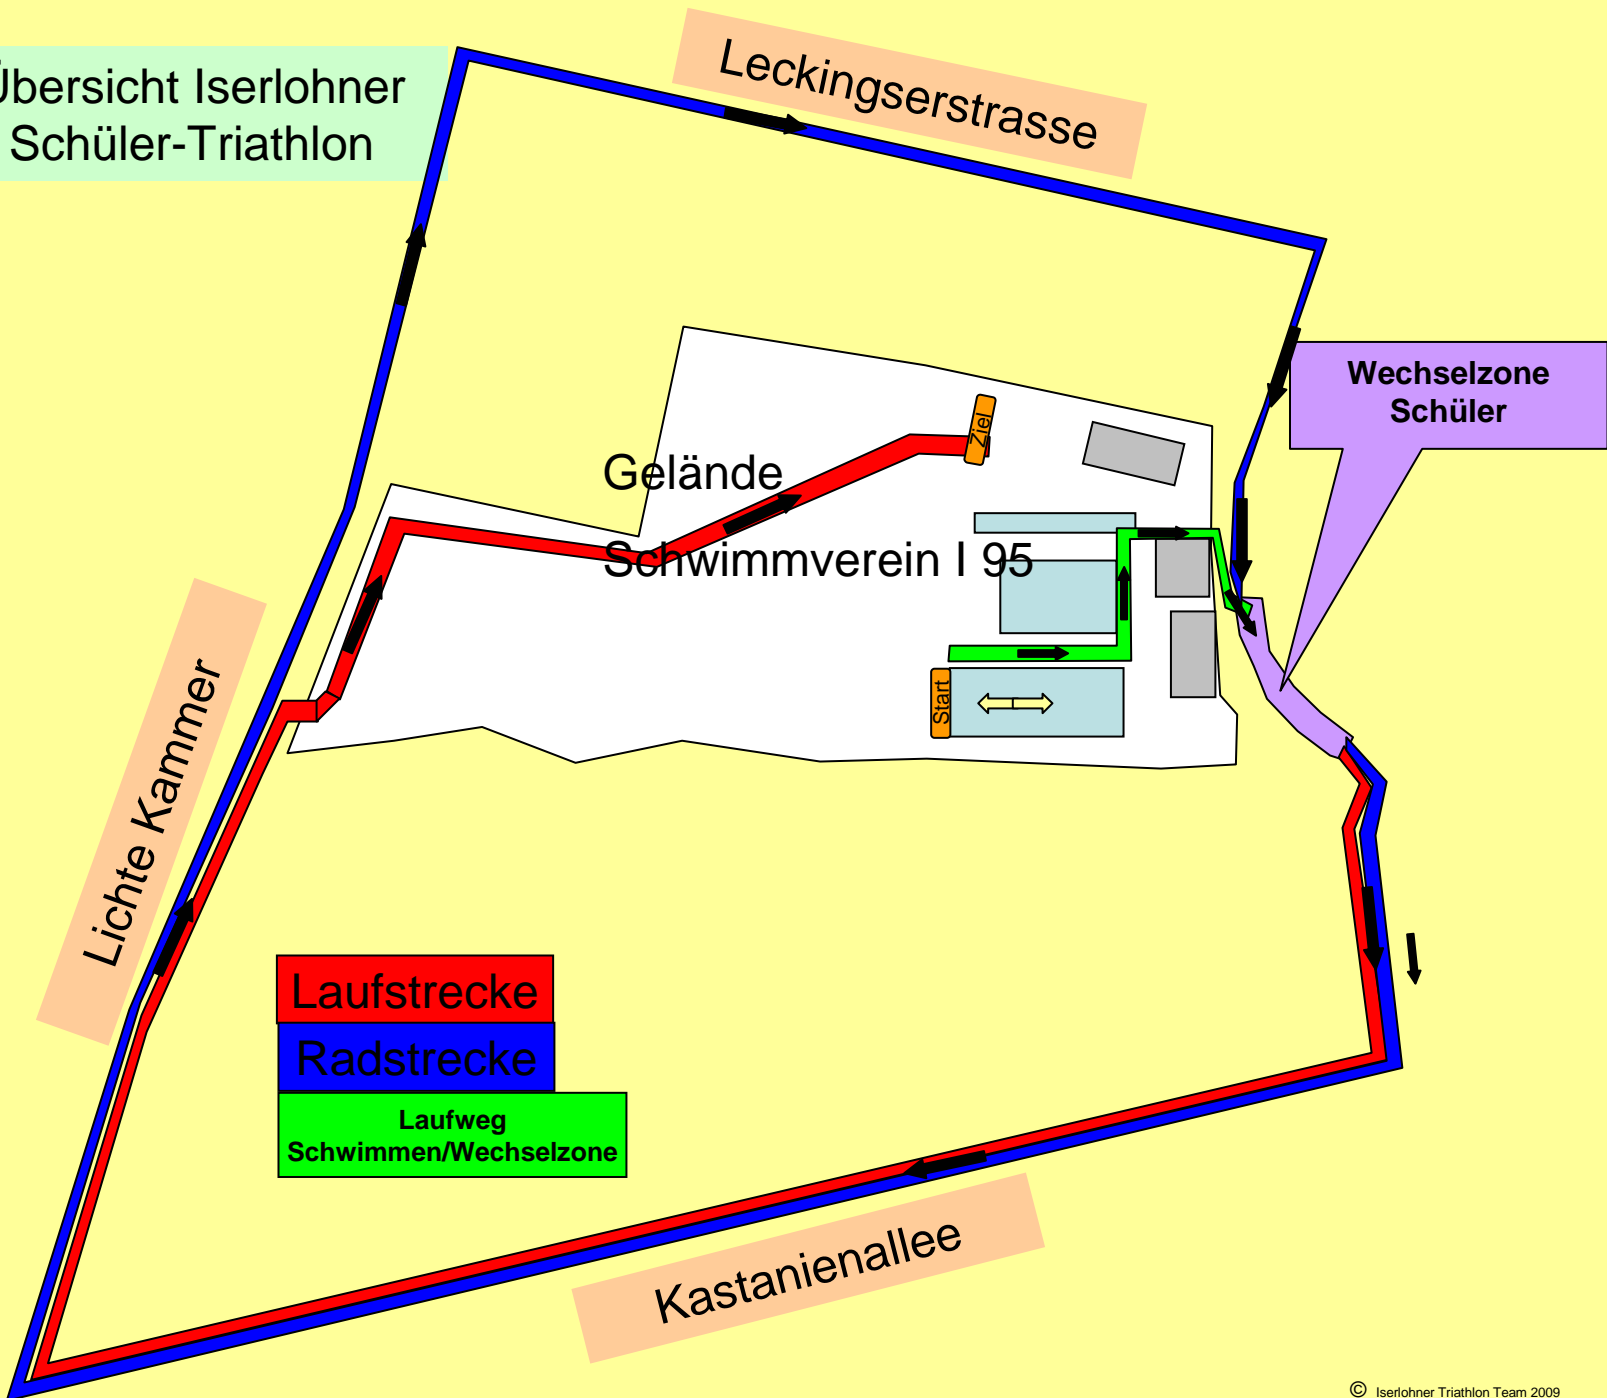 Übersicht Iserlohner
Schüler-Triathlon
Leckingserstrasse
Wechselzone
Schüler
Ziel
Gelände
Schwimmverein I 95
Start
Lichte Kammer
Laufstrecke
Radstrecke
Laufweg
Schwimmen/Wechselzone
Kastanienallee
© Iserlohner Triathlon Team 2009